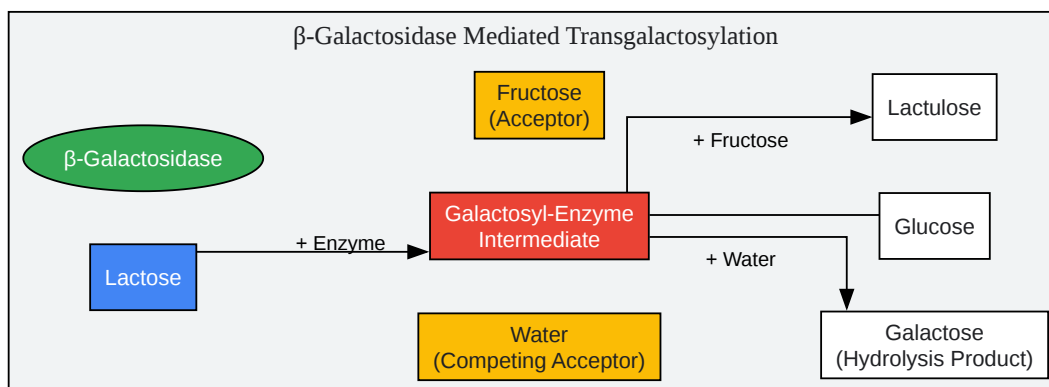 β-Galactosidase Mediated Transgalactosylation
Fructose
(Acceptor)
Lactulose
+ Fructose
β-Galactosidase
Galactosyl-Enzyme
Intermediate
Glucose
+ Enzyme
+ Water
Lactose
Water
(Competing Acceptor)
Galactose
(Hydrolysis Product)